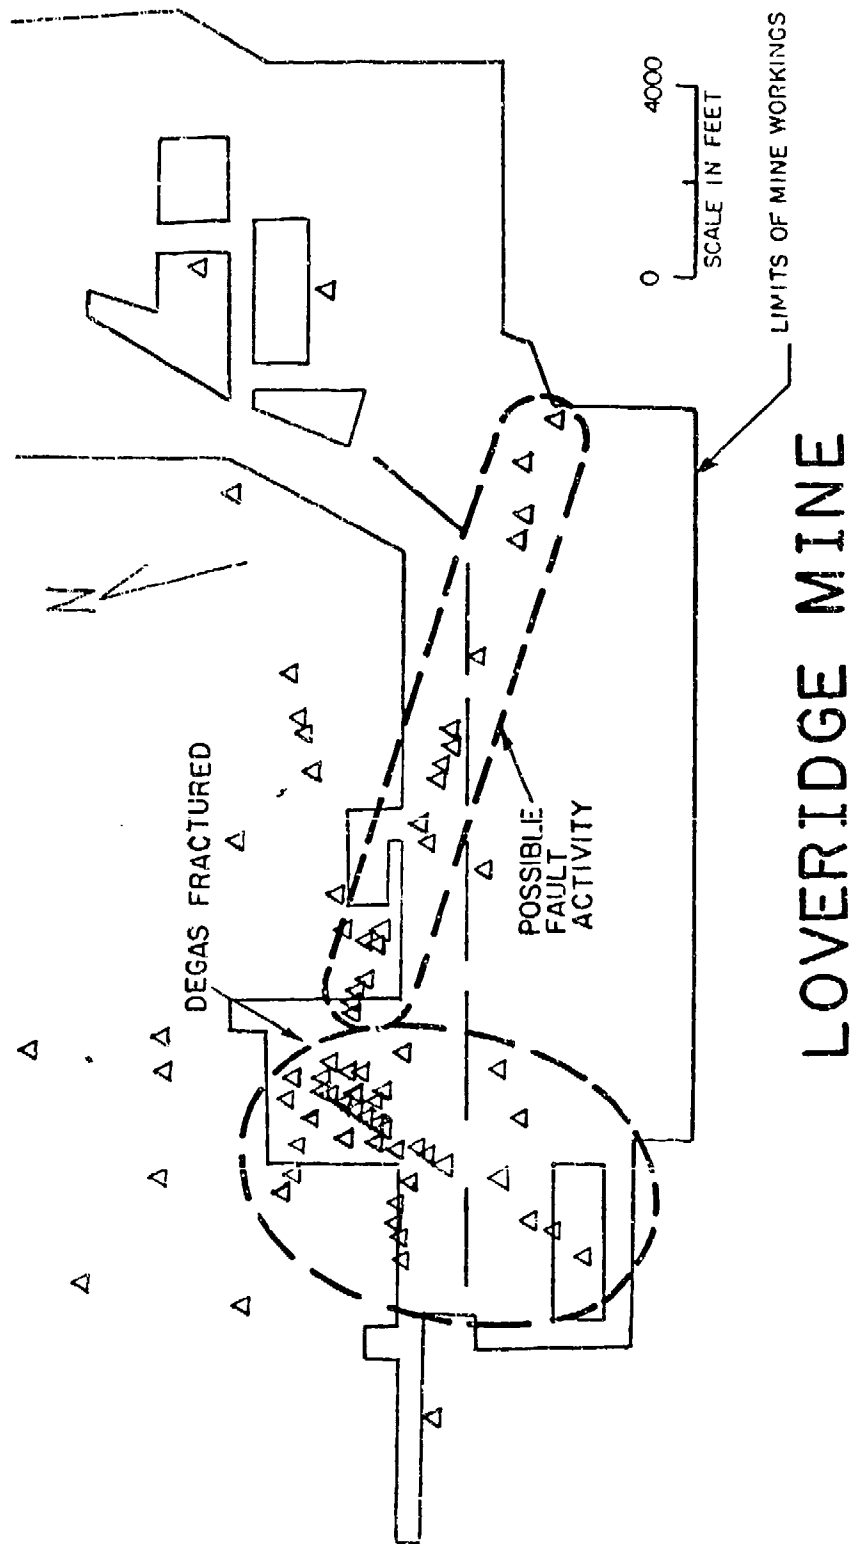 N
DEGAS FRACTURED
POSSIBLE
FAULT
ACTIVITY
0 4000
SCALE IN FEET
LIMITS OF MINE WORKINGS
LOVERIDGE MINE